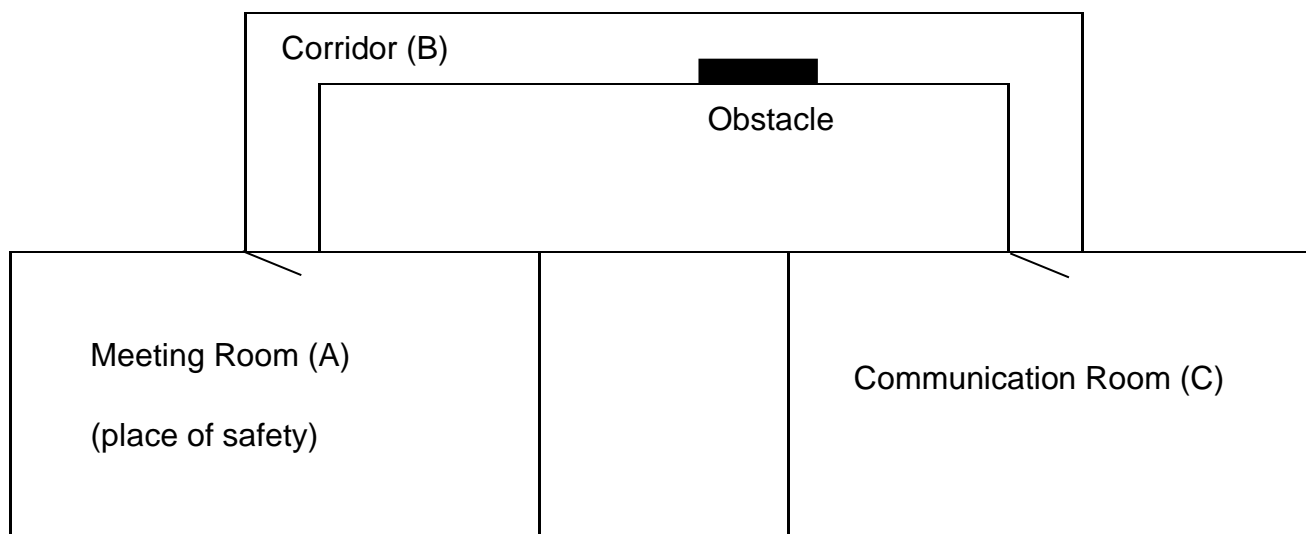 Corridor (B)
Obstacle
Meeting Room (A)
(place of safety)
Communication Room (C)